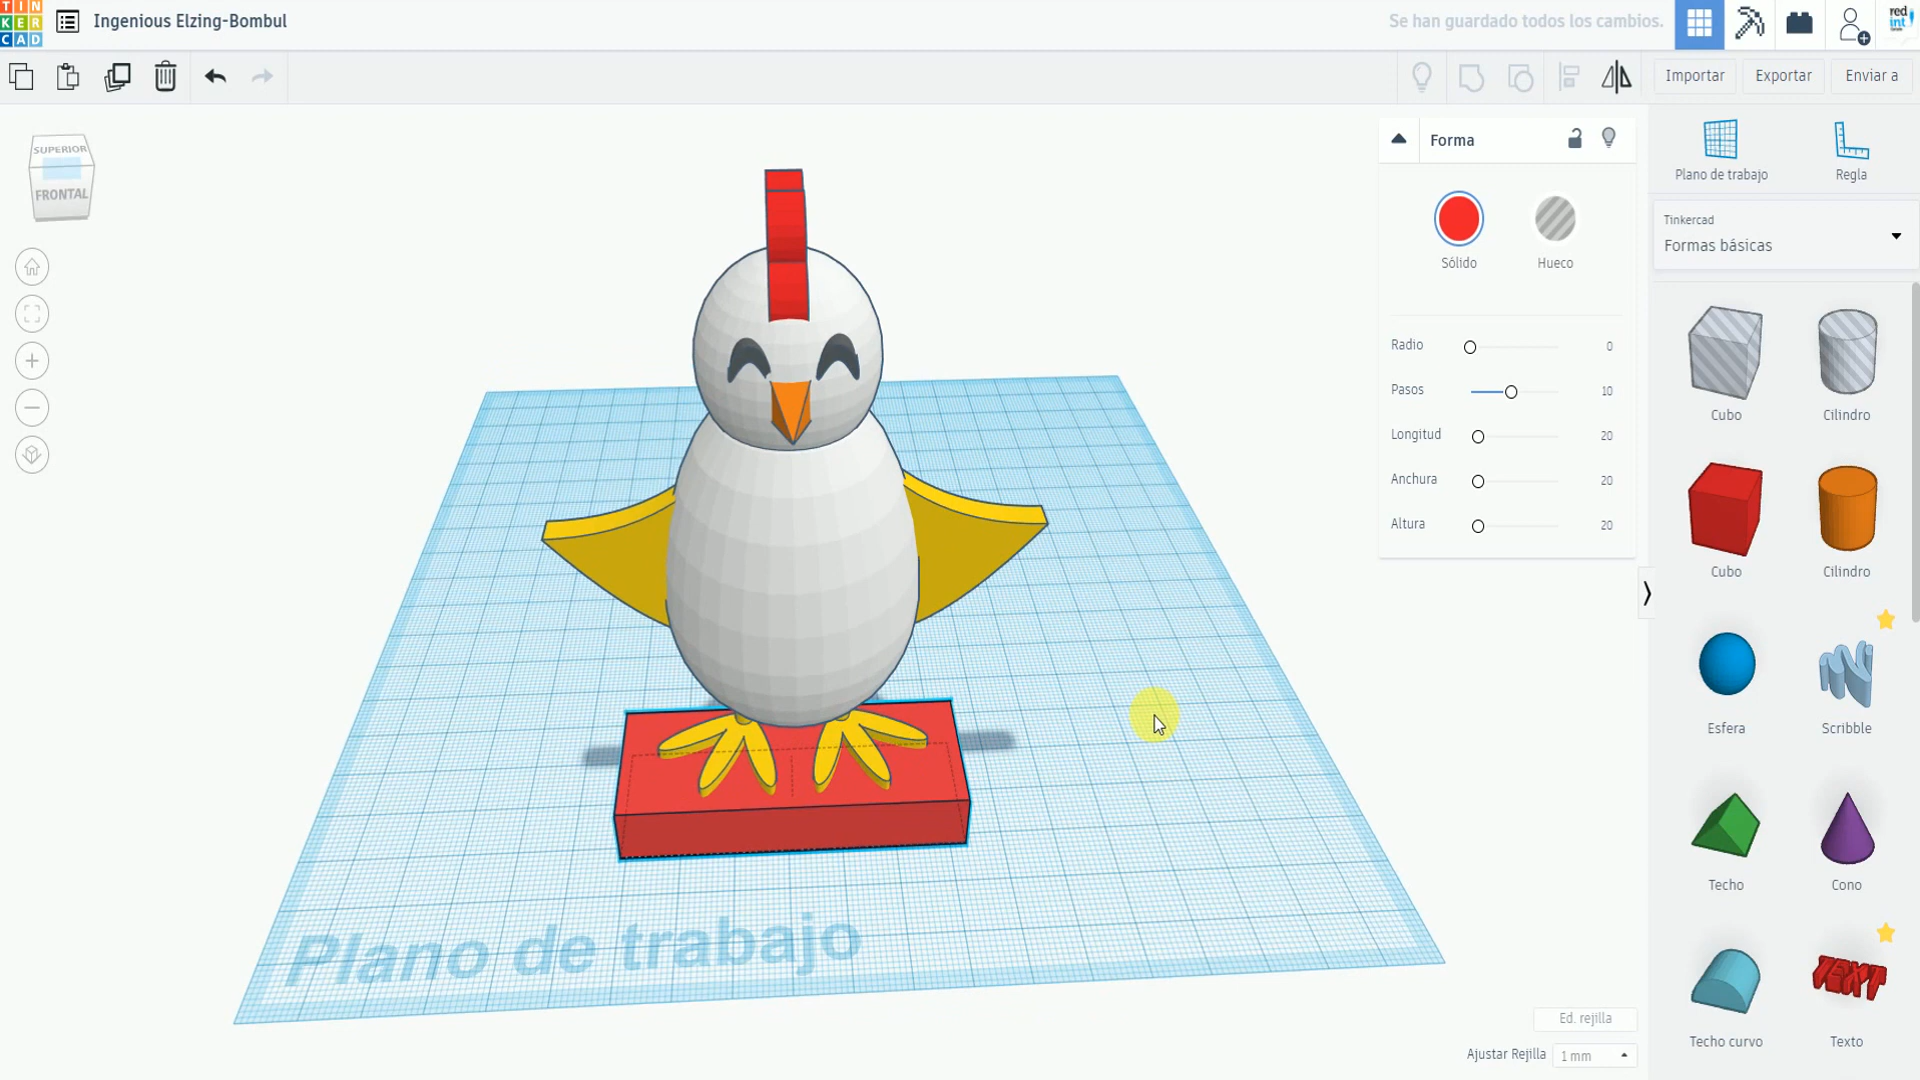 TIN
KER
CAD
Ingenious Elzing-Bombul
Se han guardado todos los cambios.
red
int
Importar
Exportar
Enviar a
SUPERIOR
FRONTAL
Forma
Sólido
Hueco
Radio 0
Pasos 10
Longitud 20
Anchura 20
Altura 20
Plano de trabajo
Regla
Tinkercad
Formas básicas
Cubo
Cilindro
Cubo
Cilindro
Esfera
Scribble
Techo
Cono
TEXT
Techo curvo
Texto
Plano de trabajo
Ed. rejilla
Ajustar Rejilla 1 mm